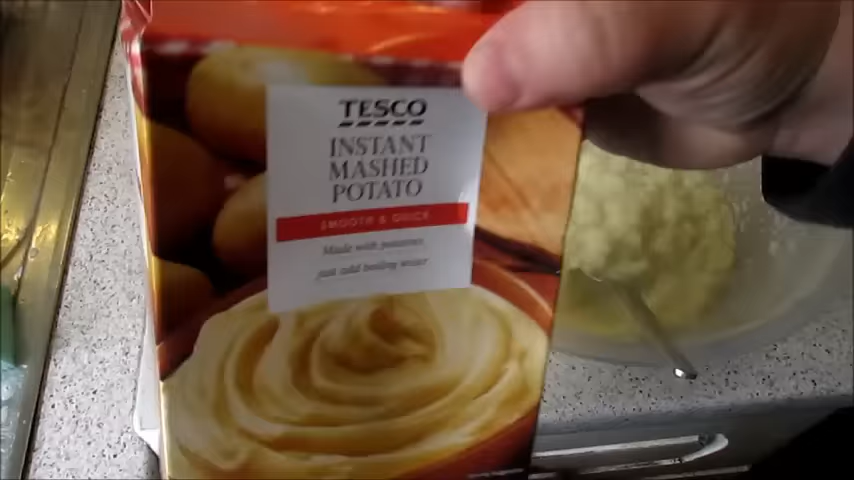 TESCO
INSTANT
MASHED
POTATO
SMOOTH & QUICK
Made with potatoes
just add boiling water